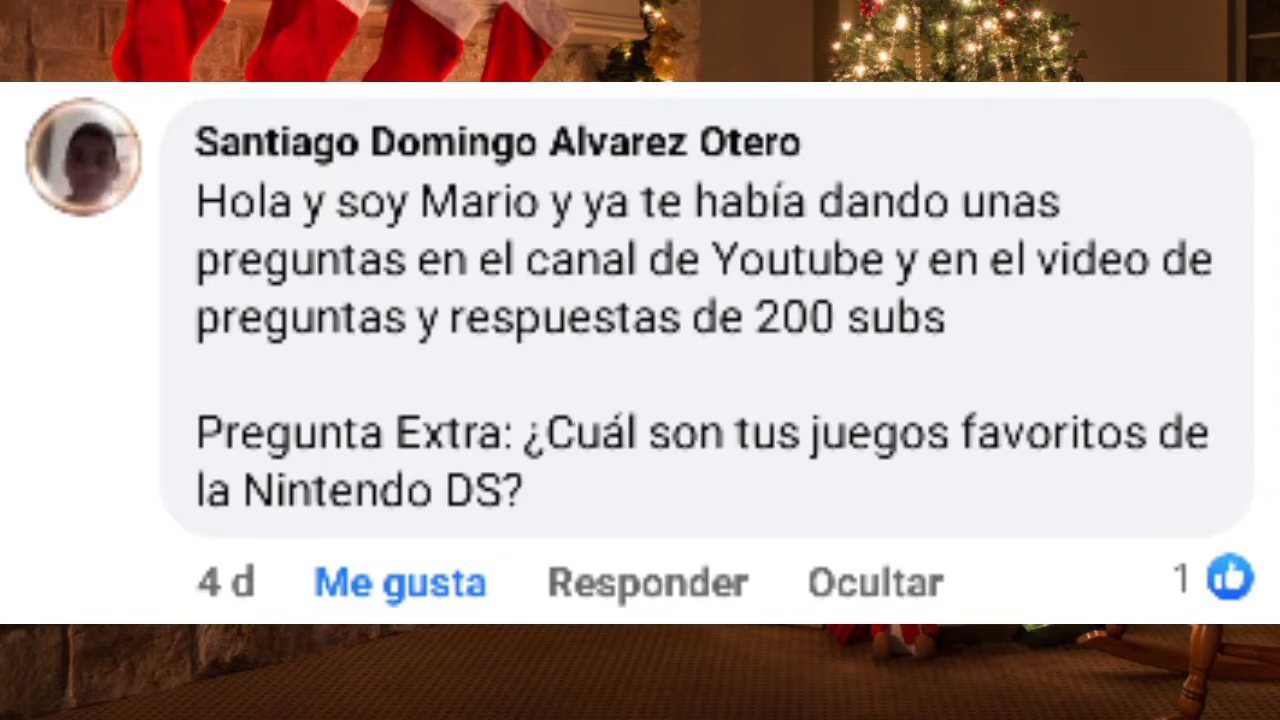 Santiago Domingo Alvarez Otero
Hola y soy Mario y ya te había dando unas
preguntas en el canal de Youtube y en el video de
preguntas y respuestas de 200 subs
Pregunta Extra: ¿Cuál son tus juegos favoritos de
la Nintendo DS?
4 d Me gusta Responder Ocultar 1